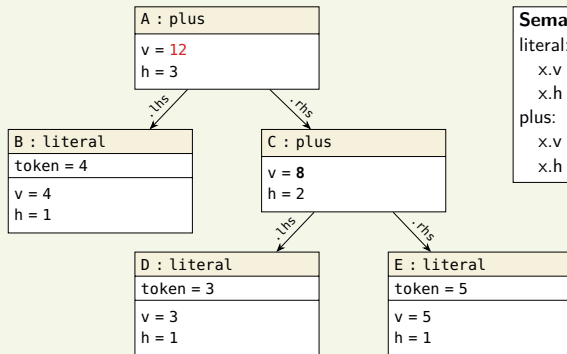 A : plus
v = 12
h = 3
.lhs
.rhs
B : literal
token = 4
v = 4
h = 1
C : plus
v = 8
h = 2
.lhs
.rhs
D : literal
token = 3
v = 3
h = 1
E : literal
token = 5
v = 5
h = 1
Sema
literal:
x.v
x.h
plus:
x.v
x.h